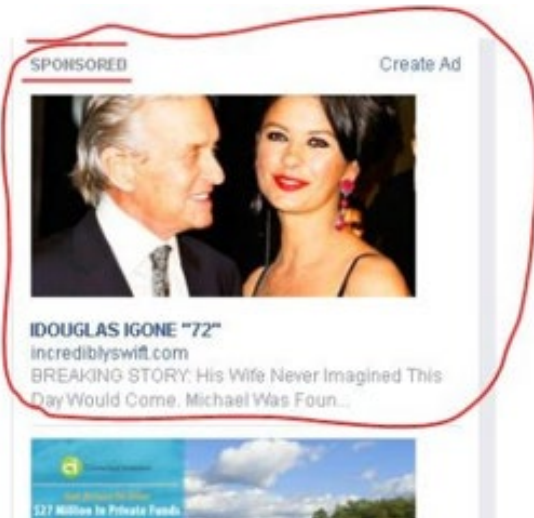 SPONSORED Create Ad
IDOUGLAS IGONE "72"
incrediblyswift.com
BREAKING STORY: His Wife Never Imagined This
Day Would Come. Michael Was Foun...
$27 Million In Private Funds